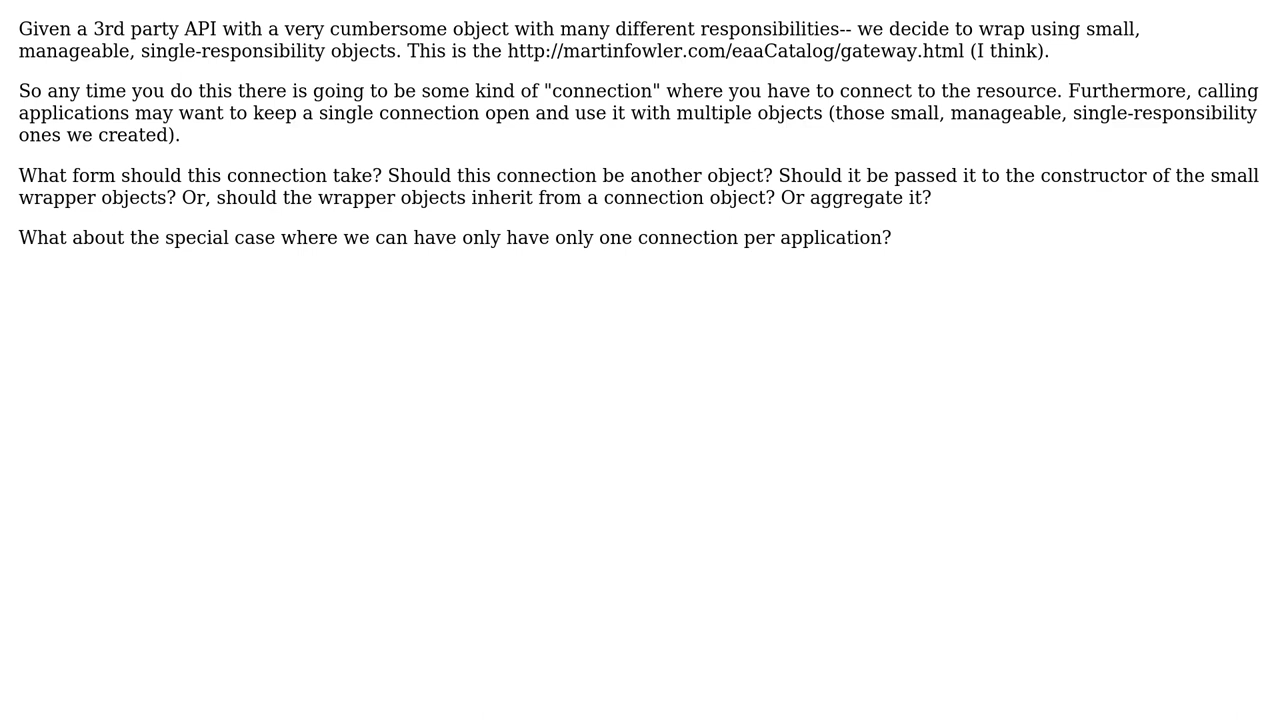 Given a 3rd party API with a very cumbersome object with many different responsibilities-- we decide to wrap using small,
manageable, single-responsibility objects. This is the http://martinfowler.com/eaaCatalog/gateway.html (I think).
So any time you do this there is going to be some kind of "connection" where you have to connect to the resource. Furthermore, calling
applications may want to keep a single connection open and use it with multiple objects (those small, manageable, single-responsibility
ones we created).
What form should this connection take? Should this connection be another object? Should it be passed it to the constructor of the small
wrapper objects? Or, should the wrapper objects inherit from a connection object? Or aggregate it?
What about the special case where we can have only have only one connection per application?